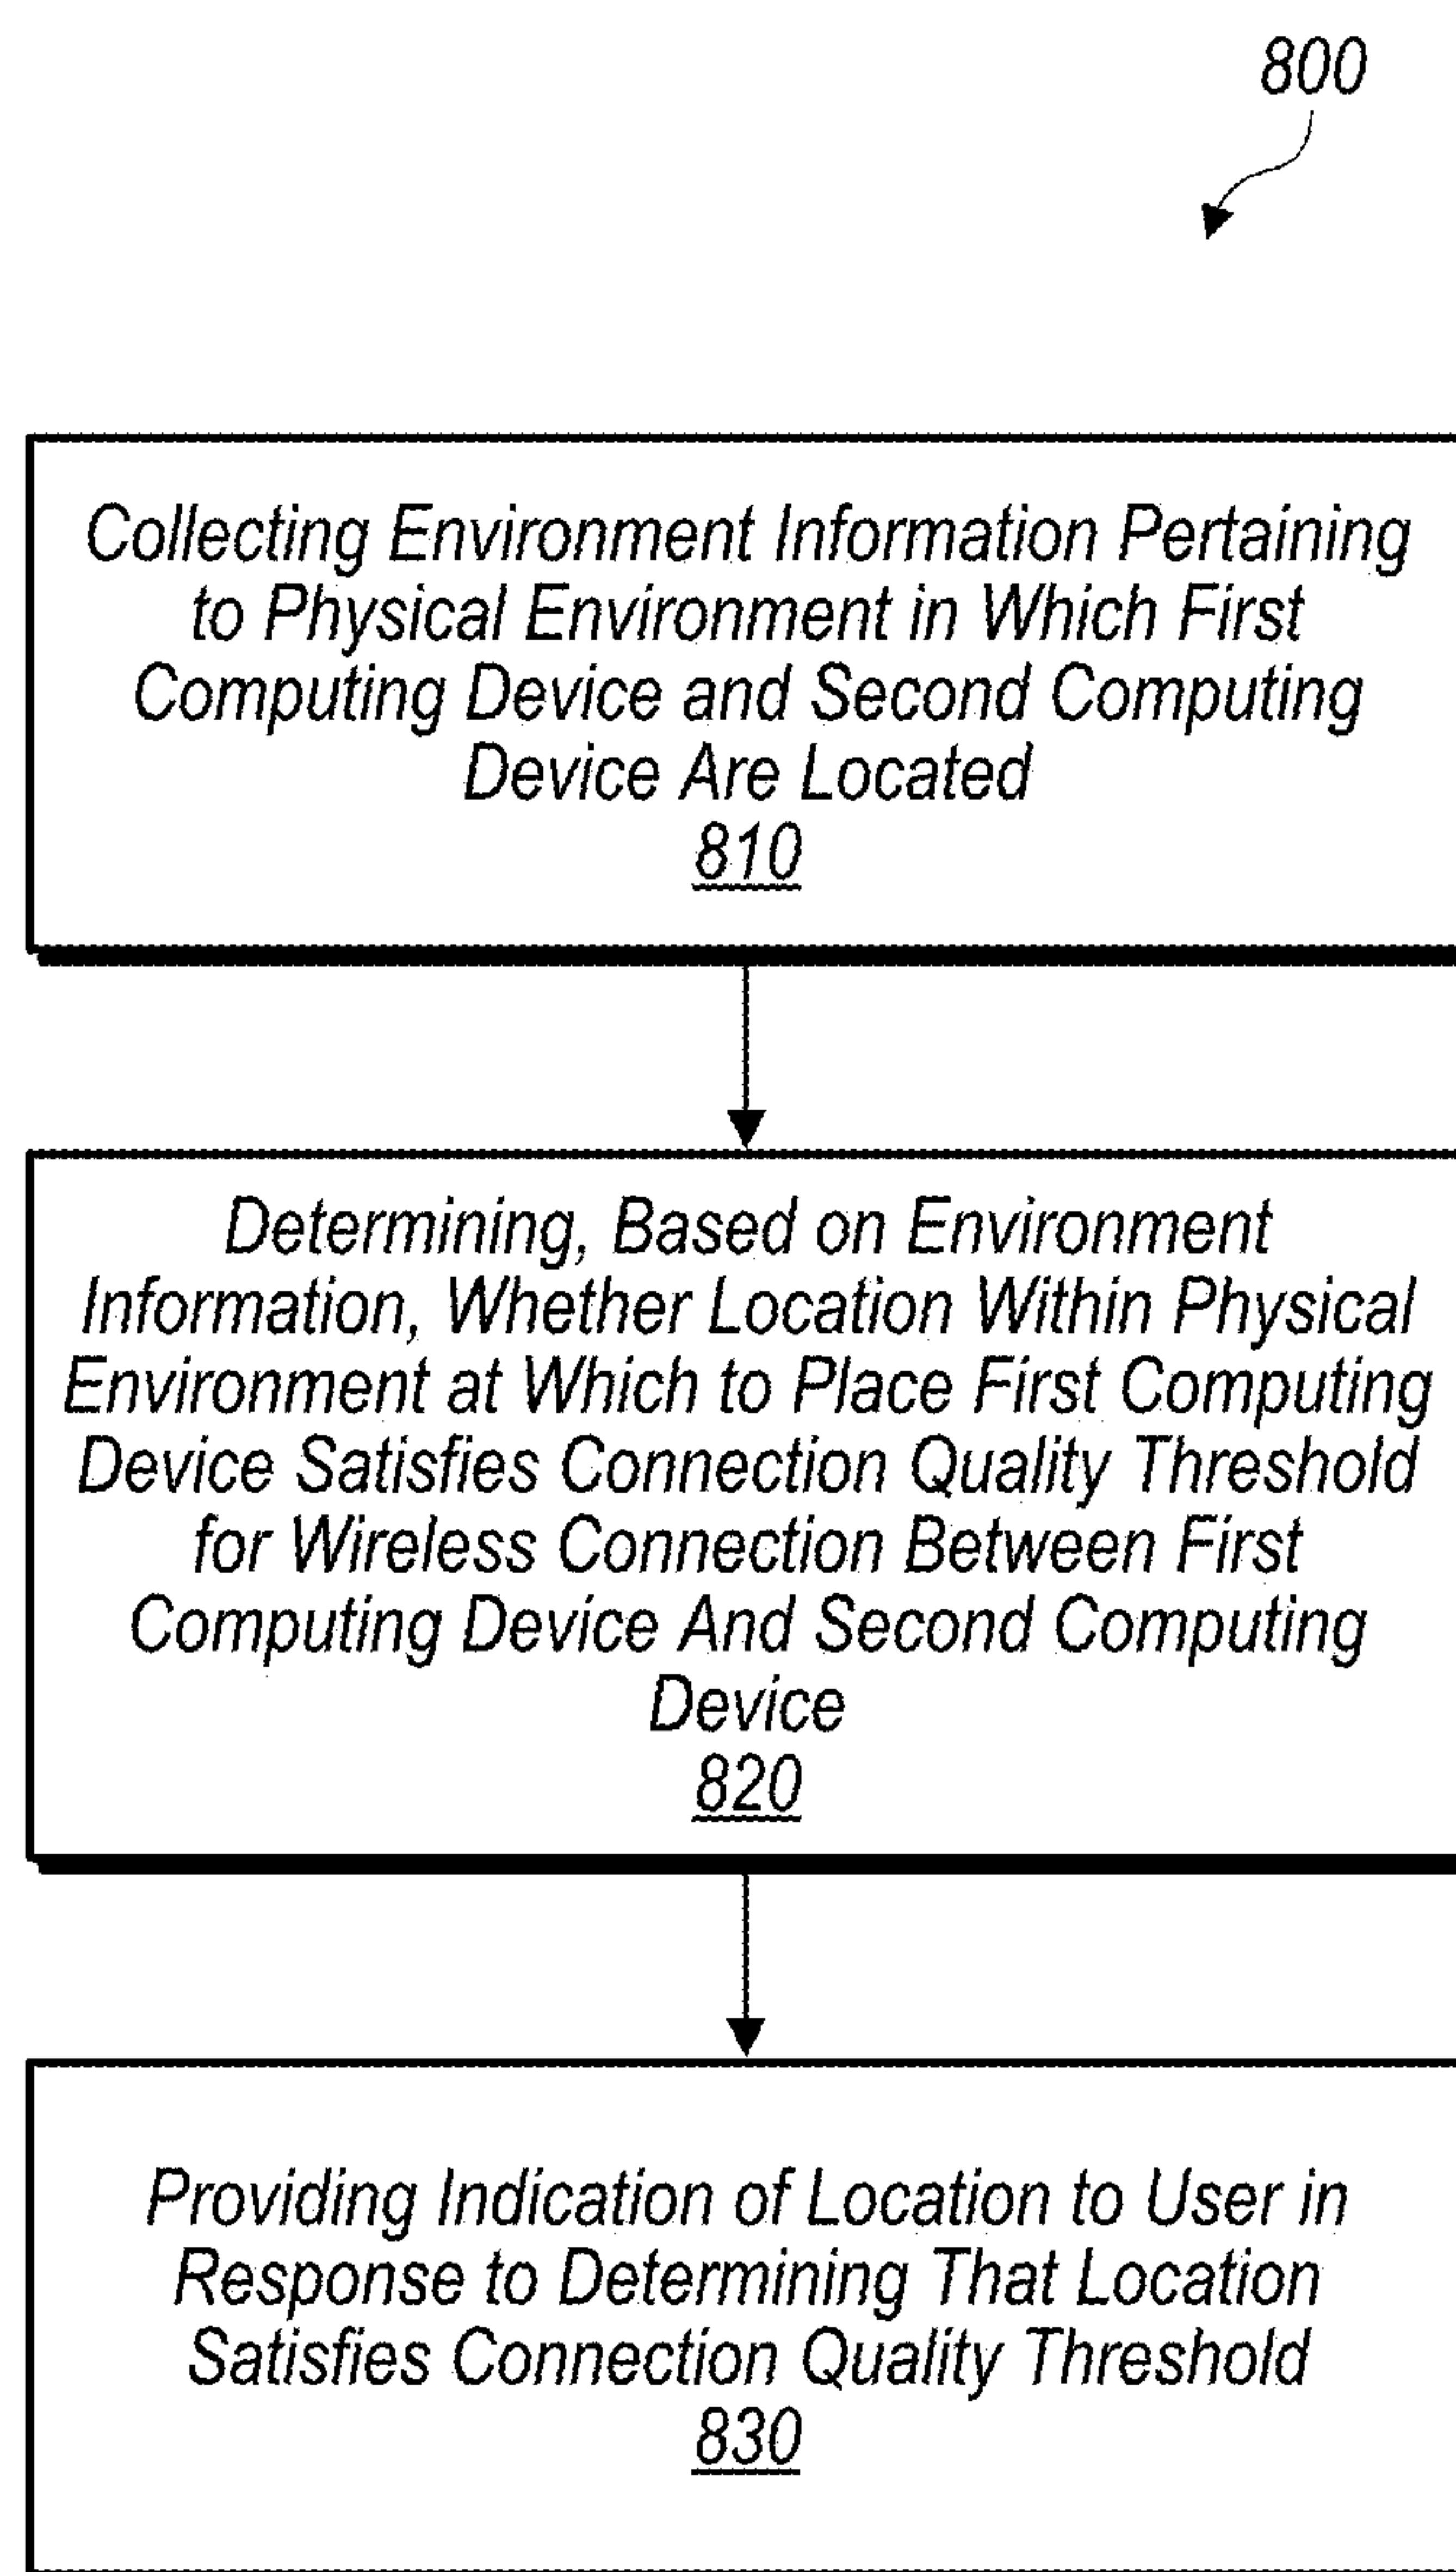 800
Collecting Environment Information Pertaining
to Physical Environment in Which First
Computing Device and Second Computing
Device Are Located
810
Determining, Based on Environment
Information, Whether Location Within Physical
Environment at Which to Place First Computing
Device Satisfies Connection Quality Threshold
for Wireless Connection Between First
Computing Device And Second Computing
Device
820
Providing Indication of Location to User in
Response to Determining That Location
Satisfies Connection Quality Threshold
830